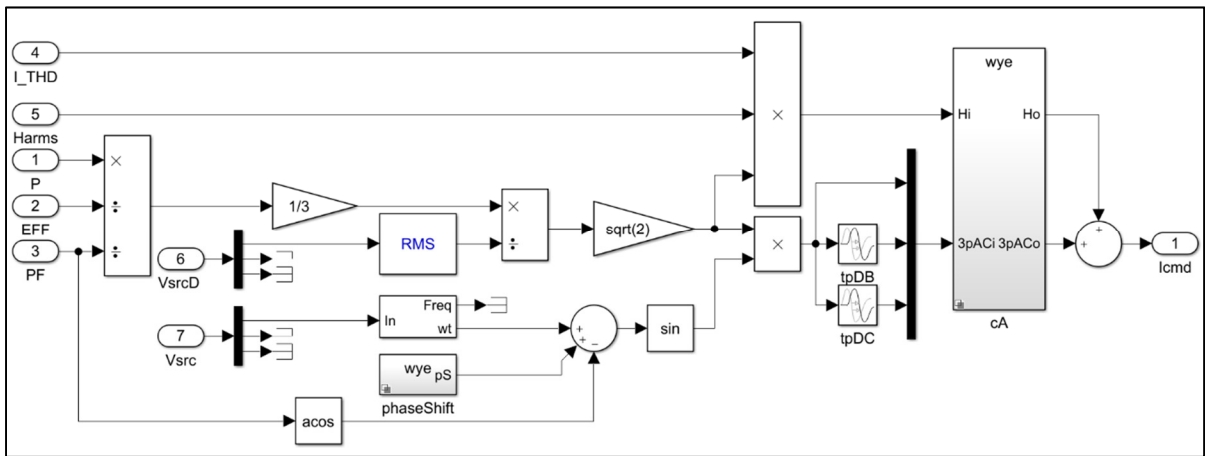 4
I_THD
5
Harms
1
P
2
EFF
3
PF
×
÷
÷
1/3
6
VsrcD
RMS
×
÷
sqrt(2)
×
×
7
Vsrc
In
Freq
wt
wye
pS
phaseShift
+
+
−
sin
acos
tpDB
tpDC
wye
Hi
Ho
3pACi
3pACo
cA
+
+
1
Icmd